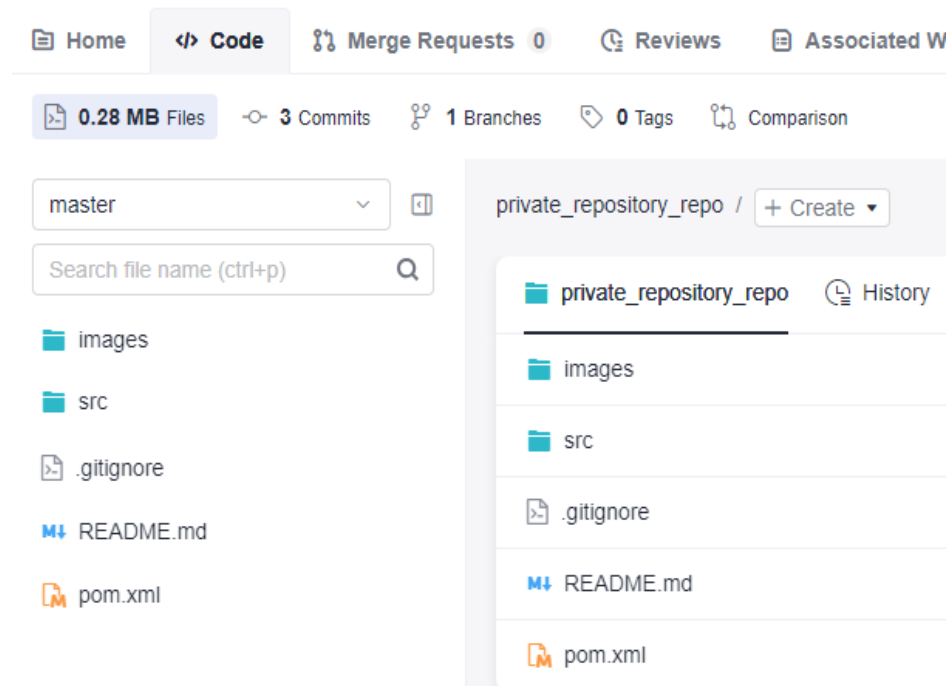 Home Code Merge Requests 0 Reviews Associated W
0.28 MB Files 3 Commits 1 Branches 0 Tags Comparison
master
Search file name (ctrl+p)
images
src
.gitignore
README.md
pom.xml
private_repository_repo / + Create
private_repository_repo History
images
src
.gitignore
README.md
pom.xml